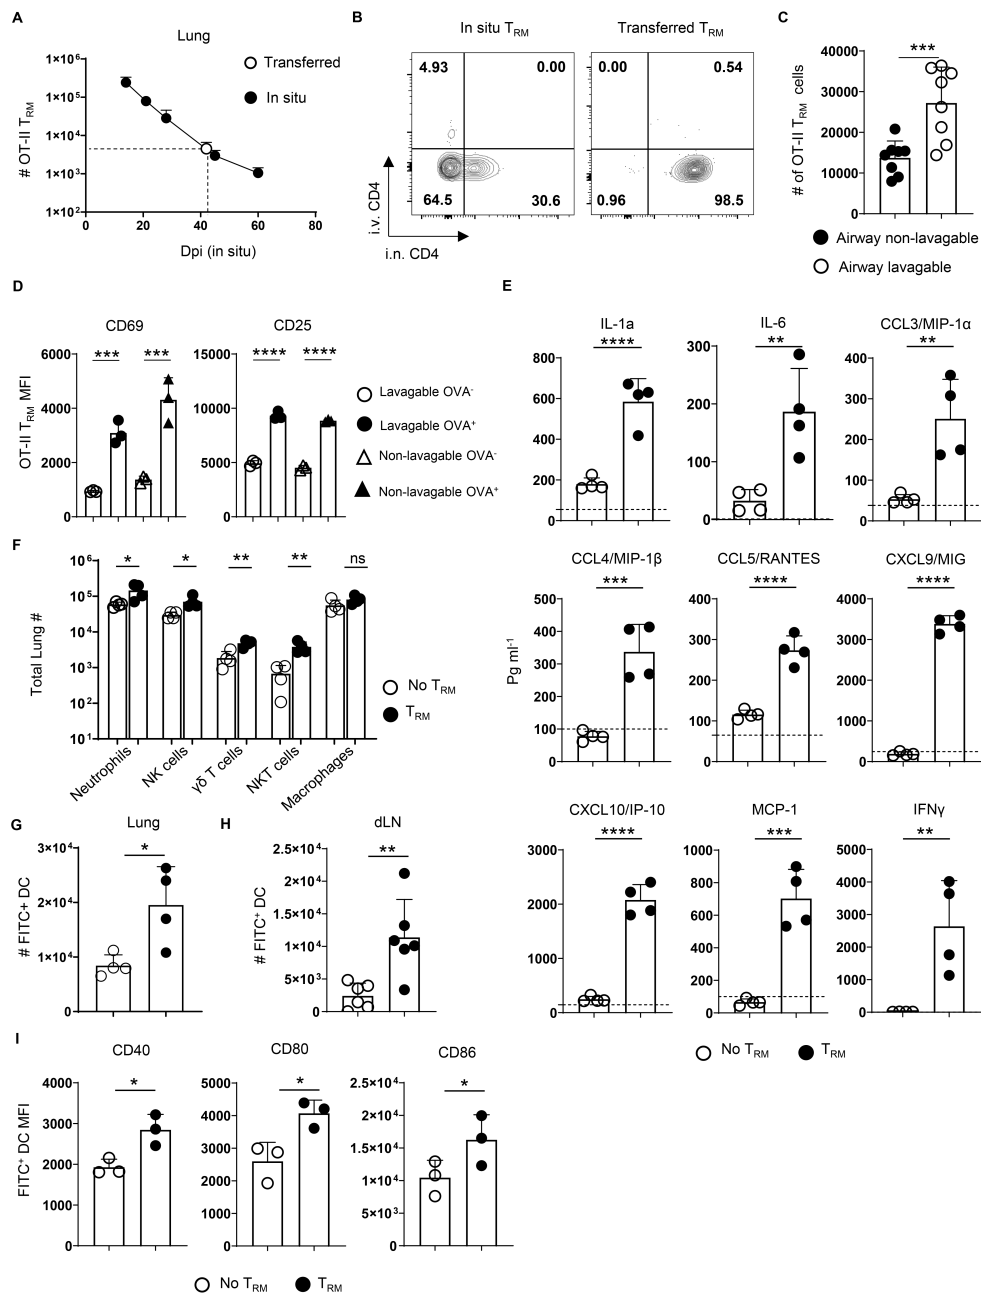 A
Lung
# OT-II TRM
1×10⁶
1×10⁵
1×10⁴
1×10³
1×10²
0
20
40
60
80
Dpi (in situ)
Transferred
In situ
B
In situ TRM
Transferred TRM
4.93
0.00
64.5
30.6
0.00
0.54
0.96
98.5
i.v. CD4
i.n. CD4
C
***
# of OT-II TRM cells
40000
30000
20000
10000
0
Airway non-lavagable
Airway lavagable
D
CD69
CD25
OT-II TRM MFI
6000
4000
2000
0
***
***
15000
10000
5000
0
****
****
Lavagable OVA⁻
Lavagable OVA⁺
Non-lavagable OVA⁻
Non-lavagable OVA⁺
E
IL-1a
****
800
600
400
200
0
IL-6
**
300
200
100
0
CCL3/MIP-1α
**
400
300
200
100
0
CCL4/MIP-1β
***
500
400
300
200
100
0
CCL5/RANTES
****
400
300
200
100
0
CXCL9/MIG
****
4000
3000
2000
1000
0
Pg ml⁻¹
CXCL10/IP-10
****
3000
2000
1000
0
MCP-1
***
1000
800
600
400
200
0
IFNγ
**
5000
4000
3000
2000
1000
0
No TRM
TRM
F
Total Lung #
10⁶
10⁵
10⁴
10³
10²
10¹
*
*
**
**
ns
Neutrophils
NK cells
γδ T cells
NKT cells
Macrophages
No TRM
TRM
G
Lung
# FITC+ DC
3×10⁴
2×10⁴
1×10⁴
0
*
H
dLN
# FITC⁺ DC
2.5×10⁴
2×10⁴
1.5×10⁴
1×10⁴
5×10³
0
**
I
CD40
CD80
CD86
FITC⁺ DC MFI
4000
3000
2000
1000
0
*
5000
4000
3000
2000
1000
0
*
2.5×10⁴
2×10⁴
1.5×10⁴
1×10⁴
5×10³
0
*
No TRM
TRM